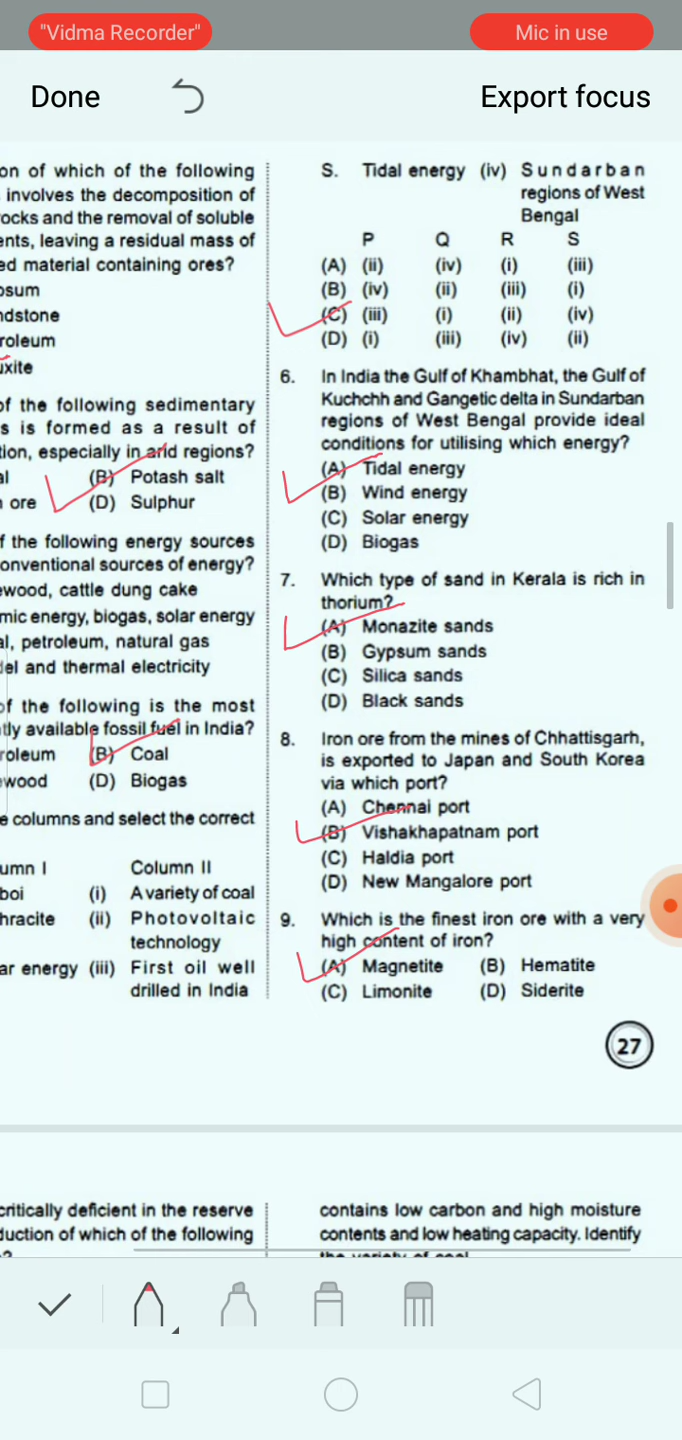 "Vidma Recorder"
Mic in use
Done
Export focus
on of which of the following
involves the decomposition of
ocks and the removal of soluble
ents, leaving a residual mass of
ed material containing ores?
osum
ndstone
roleum
uxite
of the following sedimentary
s is formed as a result of
tion, especially in arid regions?
al (B) Potash salt
ore (D) Sulphur
f the following energy sources
onventional sources of energy?
ewood, cattle dung cake
mic energy, biogas, solar energy
al, petroleum, natural gas
del and thermal electricity
of the following is the most
tly available fossil fuel in India?
roleum (B) Coal
wood (D) Biogas
e columns and select the correct
umn I Column II
boi (i) A variety of coal
hracite (ii) Photovoltaic
technology
ar energy (iii) First oil well
drilled in India
S. Tidal energy (iv) Sundarban
regions of West
Bengal
P Q R S
(A) (ii) (iv) (i) (iii)
(B) (iv) (ii) (iii) (i)
(C) (iii) (i) (ii) (iv)
(D) (i) (iii) (iv) (ii)
6. In India the Gulf of Khambhat, the Gulf of
Kuchchh and Gangetic delta in Sundarban
regions of West Bengal provide ideal
conditions for utilising which energy?
(A) Tidal energy
(B) Wind energy
(C) Solar energy
(D) Biogas
7. Which type of sand in Kerala is rich in
thorium?
(A) Monazite sands
(B) Gypsum sands
(C) Silica sands
(D) Black sands
8. Iron ore from the mines of Chhattisgarh,
is exported to Japan and South Korea
via which port?
(A) Chennai port
(B) Vishakhapatnam port
(C) Haldia port
(D) New Mangalore port
9. Which is the finest iron ore with a very
high content of iron?
(A) Magnetite (B) Hematite
(C) Limonite (D) Siderite
27
critically deficient in the reserve
duction of which of the following
contains low carbon and high moisture
contents and low heating capacity. Identify
the variety of coal